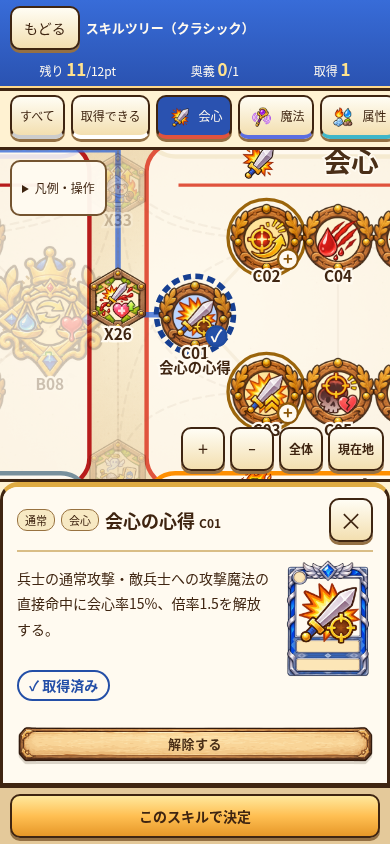 もどる
スキルツリー（クラシック）
残り 11/12pt
奥義 0/1
取得 1
すべて
取得できる
会心
魔法
属性
▶ 凡例・操作
会心
X33
X26
B08
C01
会心の心得
C02
C04
C03
C05
＋
−
全体
現在地
通常
会心
会心の心得 C01
兵士の通常攻撃・敵兵士への攻撃魔法の
直接命中に会心率15%、倍率1.5を解放
する。
✓ 取得済み
解除する
このスキルで決定